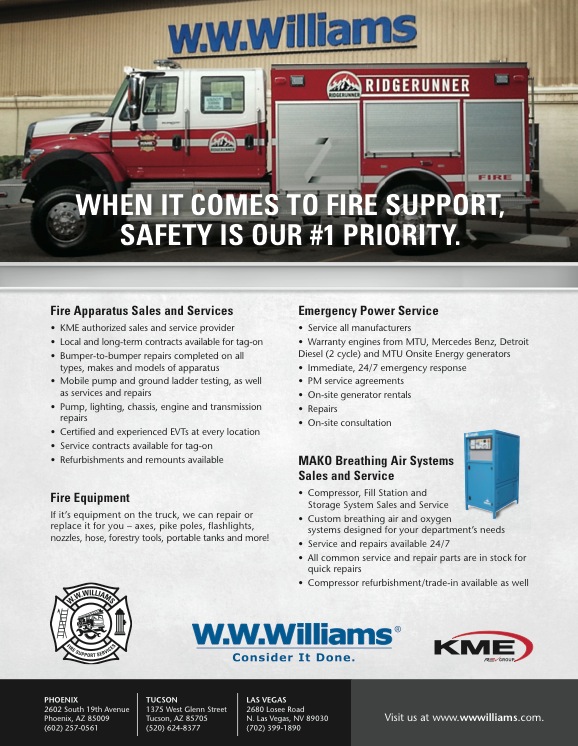 W.W.Williams
RIDGERUNNER
RIDGERUNNER
RIDGERUNNER
FIRE
WHEN IT COMES TO FIRE SUPPORT,
SAFETY IS OUR #1 PRIORITY.
Fire Apparatus Sales and Services
• KME authorized sales and service provider
• Local and long-term contracts available for tag-on
• Bumper-to-bumper repairs completed on all
types, makes and models of apparatus
• Mobile pump and ground ladder testing, as well
as services and repairs
• Pump, lighting, chassis, engine and transmission
repairs
• Certified and experienced EVTs at every location
• Service contracts available for tag-on
• Refurbishments and remounts available
Fire Equipment
If it's equipment on the truck, we can repair or
replace it for you – axes, pike poles, flashlights,
nozzles, hose, forestry tools, portable tanks and more!
Emergency Power Service
• Service all manufacturers
• Warranty engines from MTU, Mercedes Benz, Detroit
Diesel (2 cycle) and MTU Onsite Energy generators
• Immediate, 24/7 emergency response
• PM service agreements
• On-site generator rentals
• Repairs
• On-site consultation
MAKO Breathing Air Systems
Sales and Service
• Compressor, Fill Station and
Storage System Sales and Service
• Custom breathing air and oxygen
systems designed for your department's needs
• Service and repairs available 24/7
• All common service and repair parts are in stock for
quick repairs
• Compressor refurbishment/trade-in available as well
W.W.WILLIAMS
FIRE SUPPORT SERVICES
W.W.Williams®
Consider It Done.
KME
REV GROUP
PHOENIX
2602 South 19th Avenue
Phoenix, AZ 85009
(602) 257-0561
TUCSON
1375 West Glenn Street
Tucson, AZ 85705
(520) 624-8377
LAS VEGAS
2680 Losee Road
N. Las Vegas, NV 89030
(702) 399-1890
Visit us at www.wwwilliams.com.